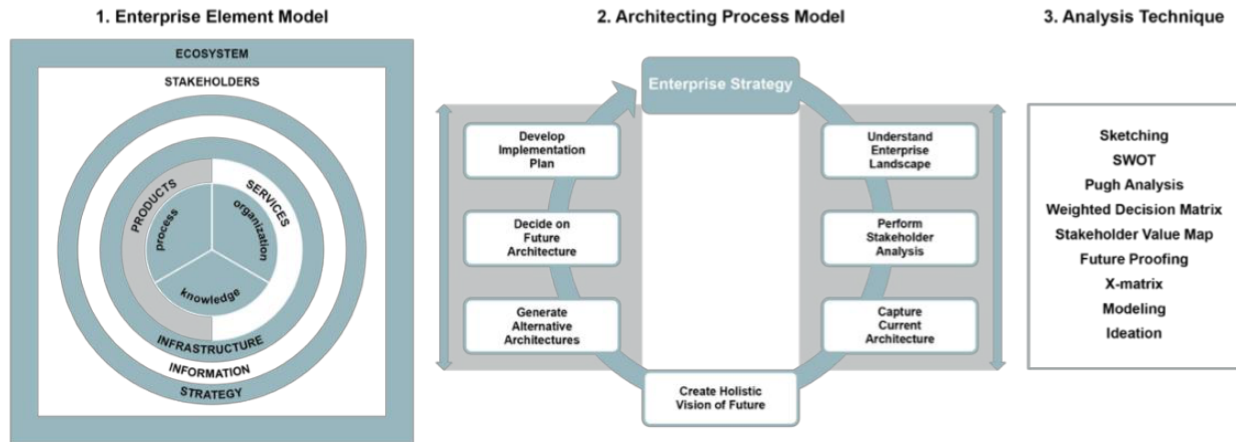 1. Enterprise Element Model
ECOSYSTEM
STAKEHOLDERS
PRODUCTS
SERVICES
process
organization
knowledge
INFRASTRUCTURE
INFORMATION
STRATEGY
2. Architecting Process Model
Enterprise Strategy
Develop
Implementation
Plan
Understand
Enterprise
Landscape
Decide on
Future
Architecture
Perform
Stakeholder
Analysis
Generate
Alternative
Architectures
Capture
Current
Architecture
Create Holistic
Vision of Future
3. Analysis Technique
Sketching
SWOT
Pugh Analysis
Weighted Decision Matrix
Stakeholder Value Map
Future Proofing
X-matrix
Modeling
Ideation